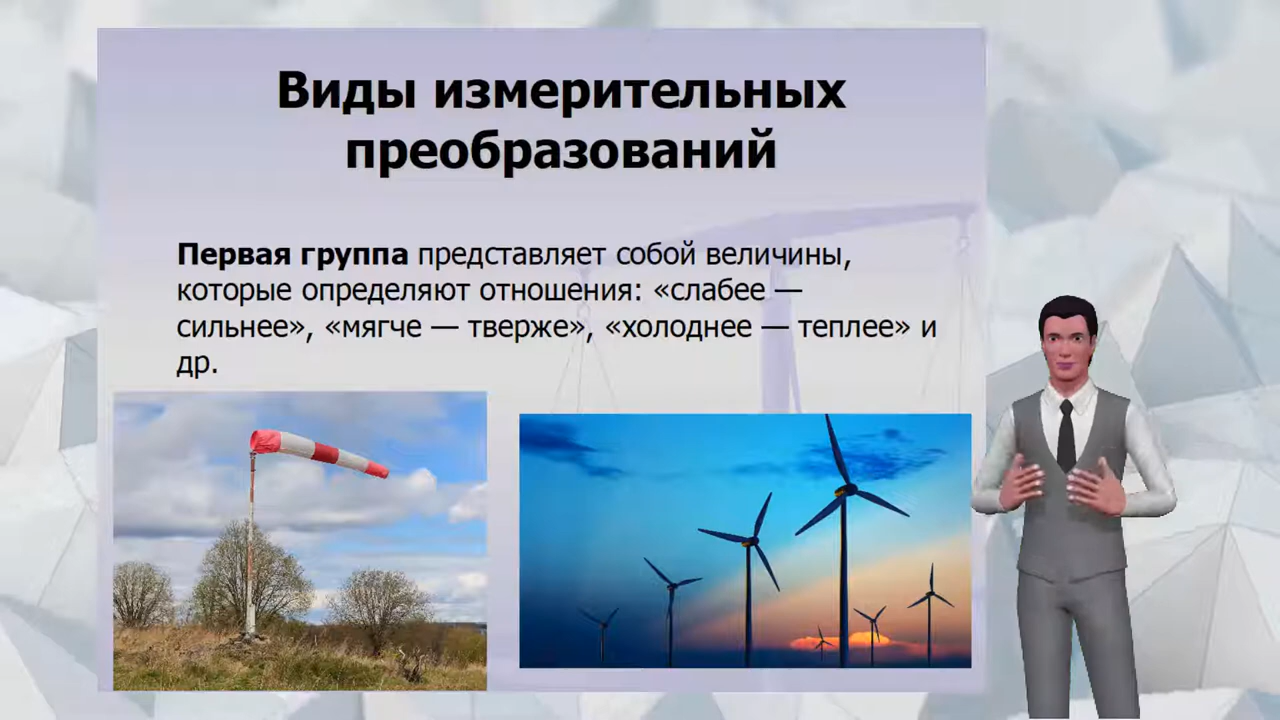 Виды измерительных
преобразований
Первая группа представляет собой величины,
которые определяют отношения: «слабее —
сильнее», «мягче — тверже», «холоднее — теплее» и
др.